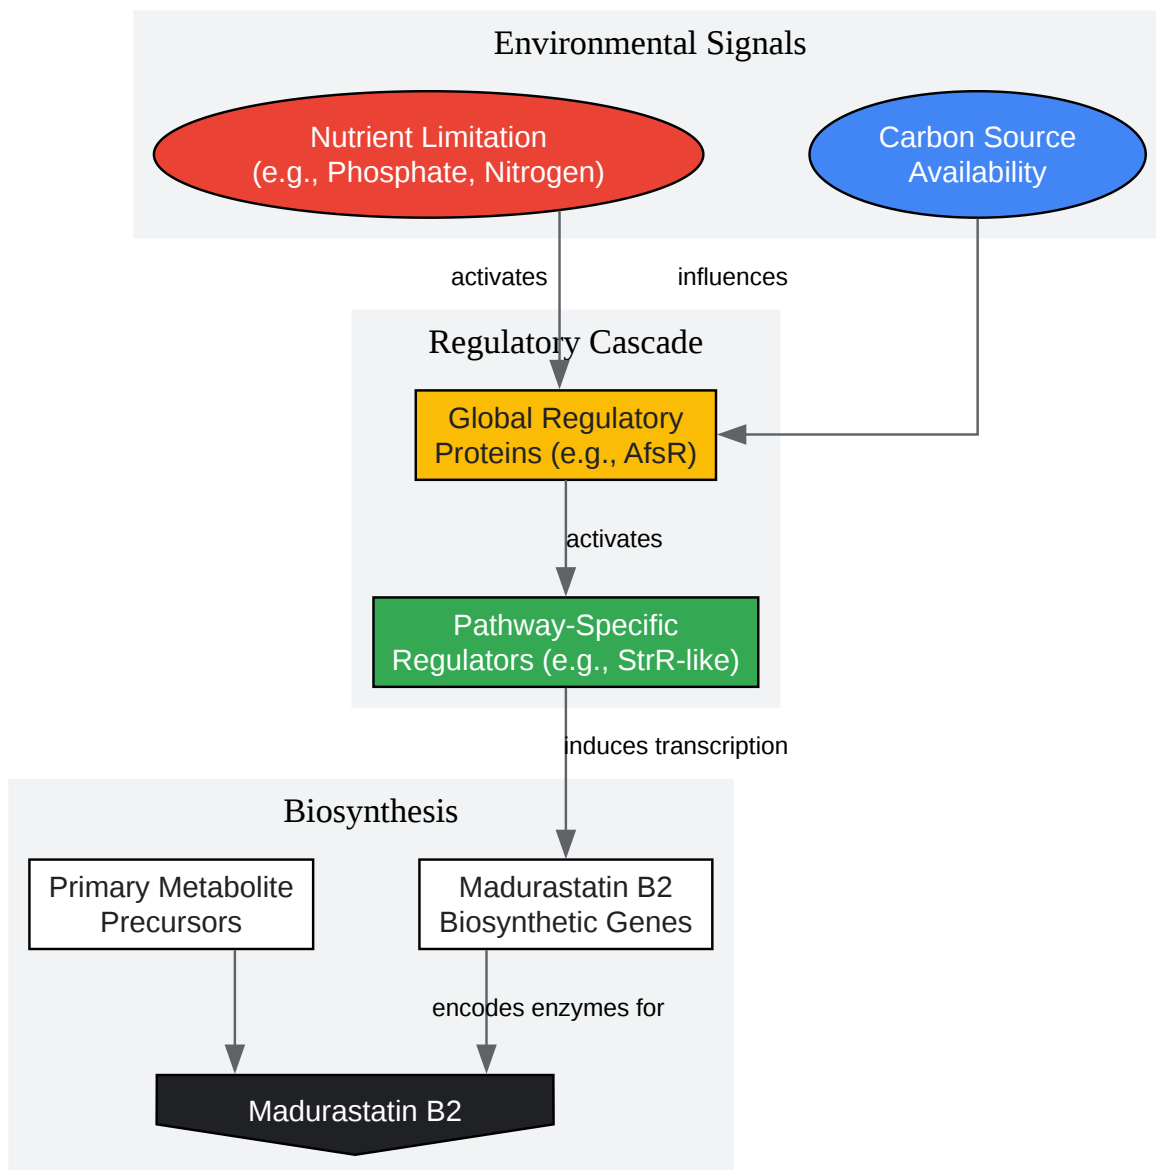 Environmental Signals
Nutrient Limitation
(e.g., Phosphate, Nitrogen)
Carbon Source
Availability
activates
influences
Regulatory Cascade
Global Regulatory
Proteins (e.g., AfsR)
activates
Pathway-Specific
Regulators (e.g., StrR-like)
induces transcription
Biosynthesis
Primary Metabolite
Precursors
Madurastatin B2
Biosynthetic Genes
encodes enzymes for
Madurastatin B2